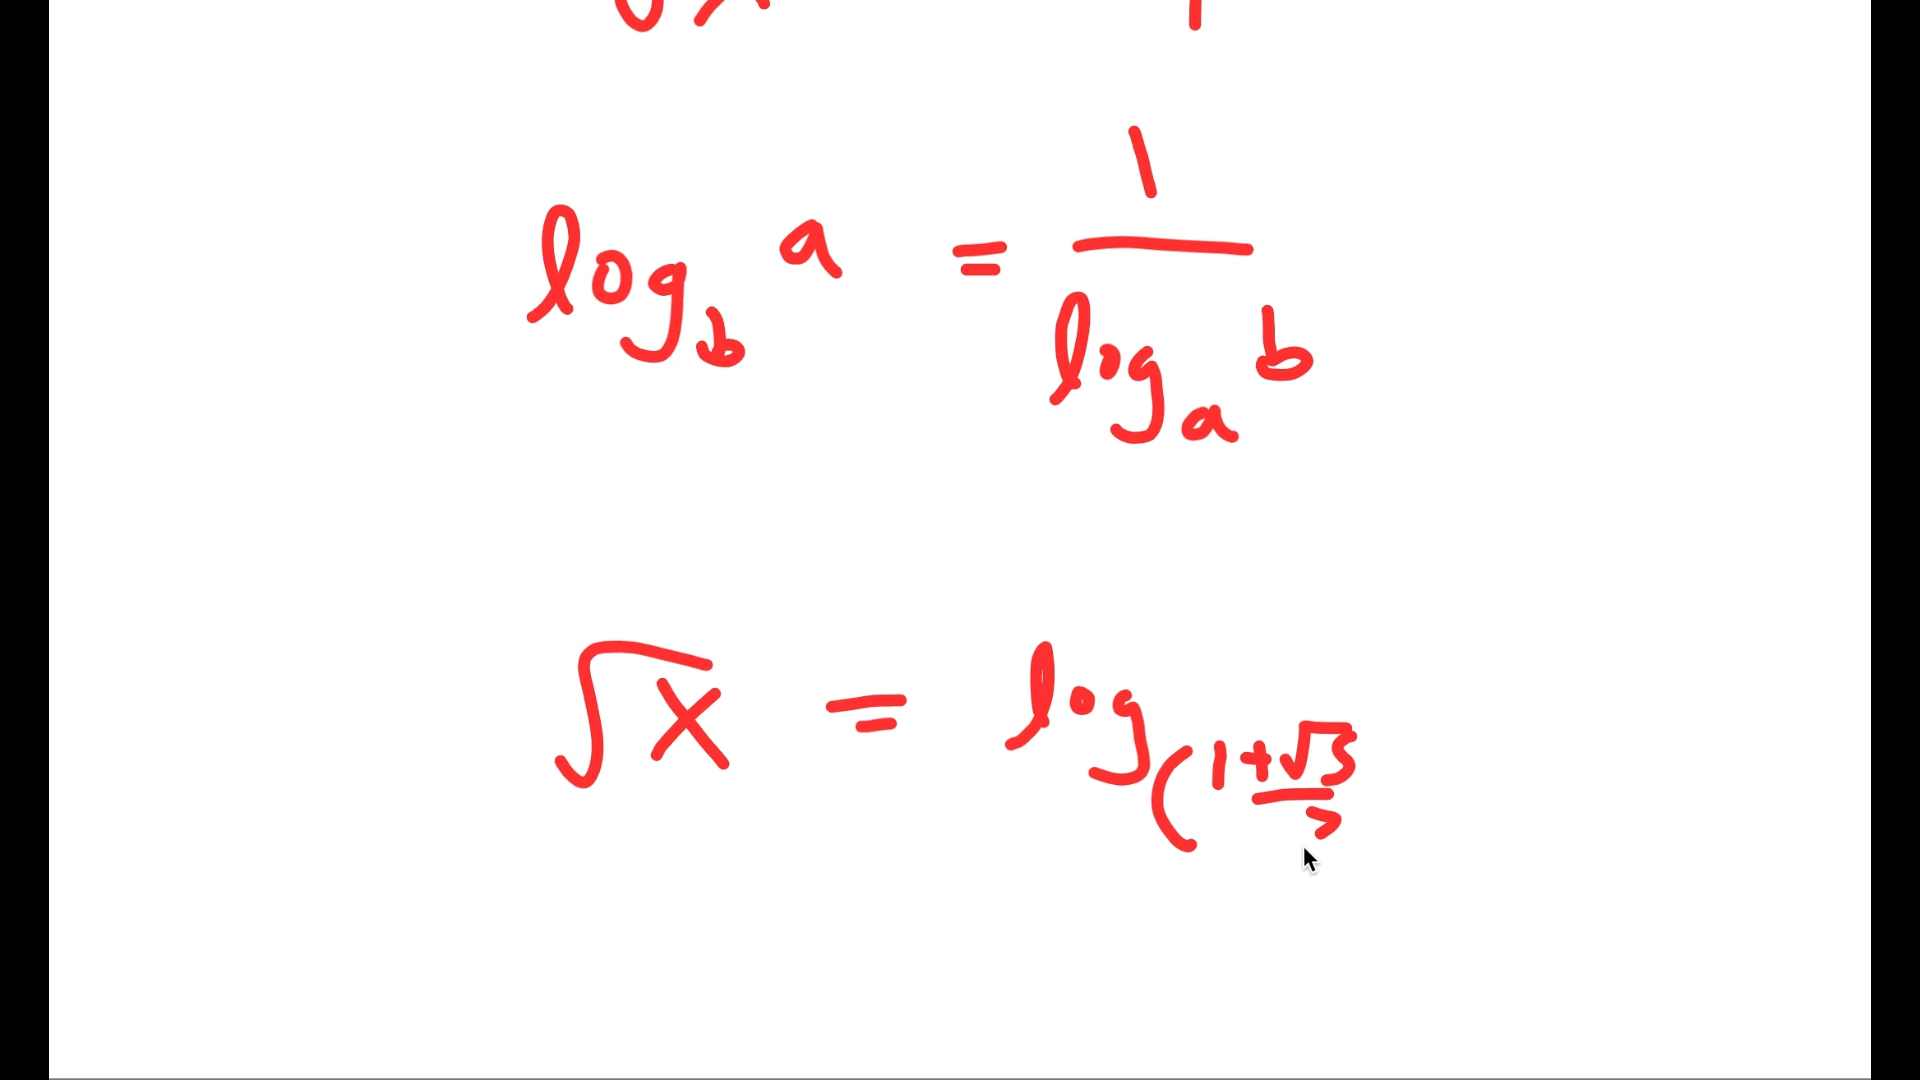 log_b a = 1/(log_a b)
√x = log_((1+√5)/2